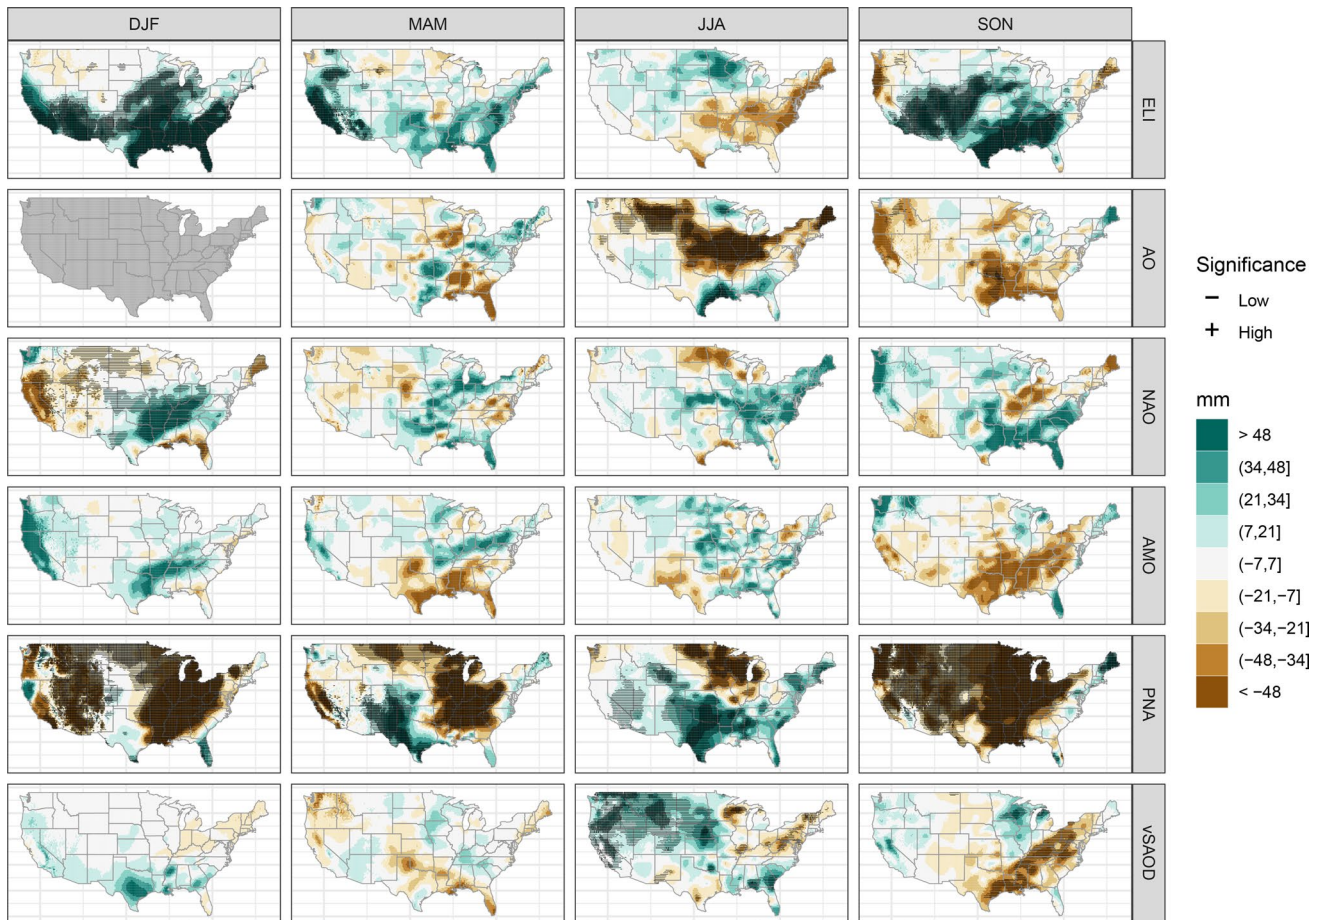 DJF
MAM
JJA
SON
ELI
AO
NAO
AMO
PNA
vSAOD
Significance
− Low
+ High
mm
> 48
(34,48]
(21,34]
(7,21]
(−7,7]
(−21,−7]
(−34,−21]
(−48,−34]
< −48